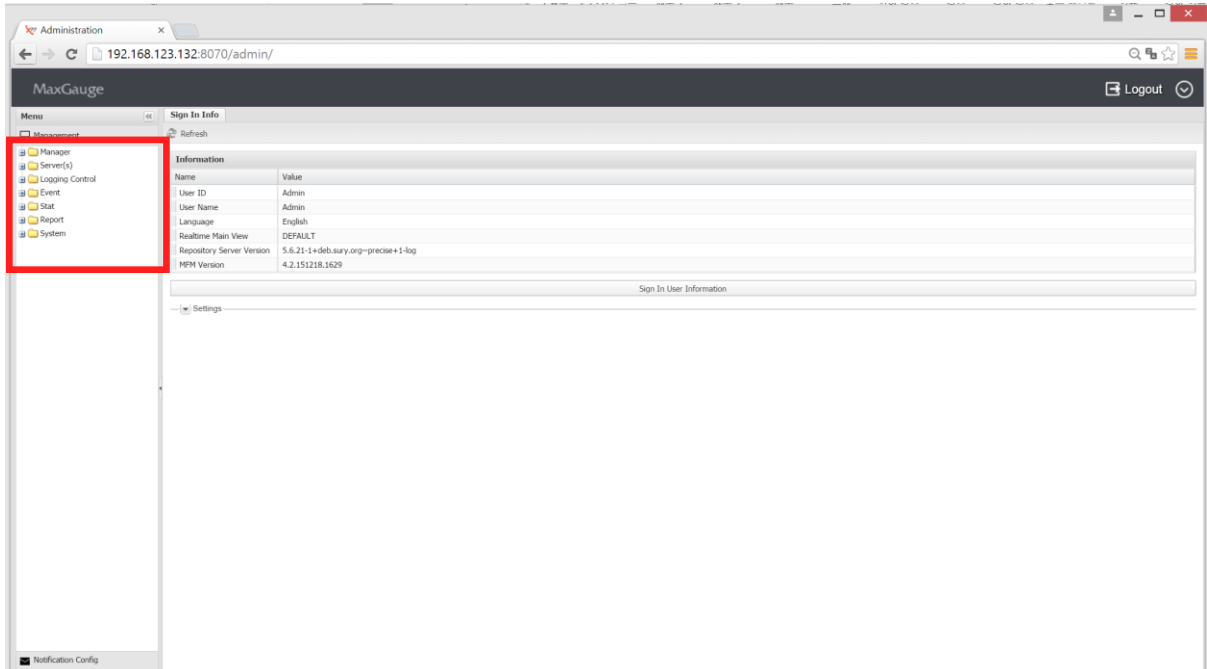 Administration
192.168.123.132:8070/admin/
MaxGauge
Logout
Menu
Sign In Info
Management
Refresh
Manager
Server(s)
Logging Control
Event
Stat
Report
System
Information
Name Value
User ID Admin
User Name Admin
Language English
Realtime Main View DEFAULT
Repository Server Version 5.6.21-1+deb.sury.org~precise+1-log
MFM Version 4.2.151218.1629
Sign In User Information
Settings
Notification Config